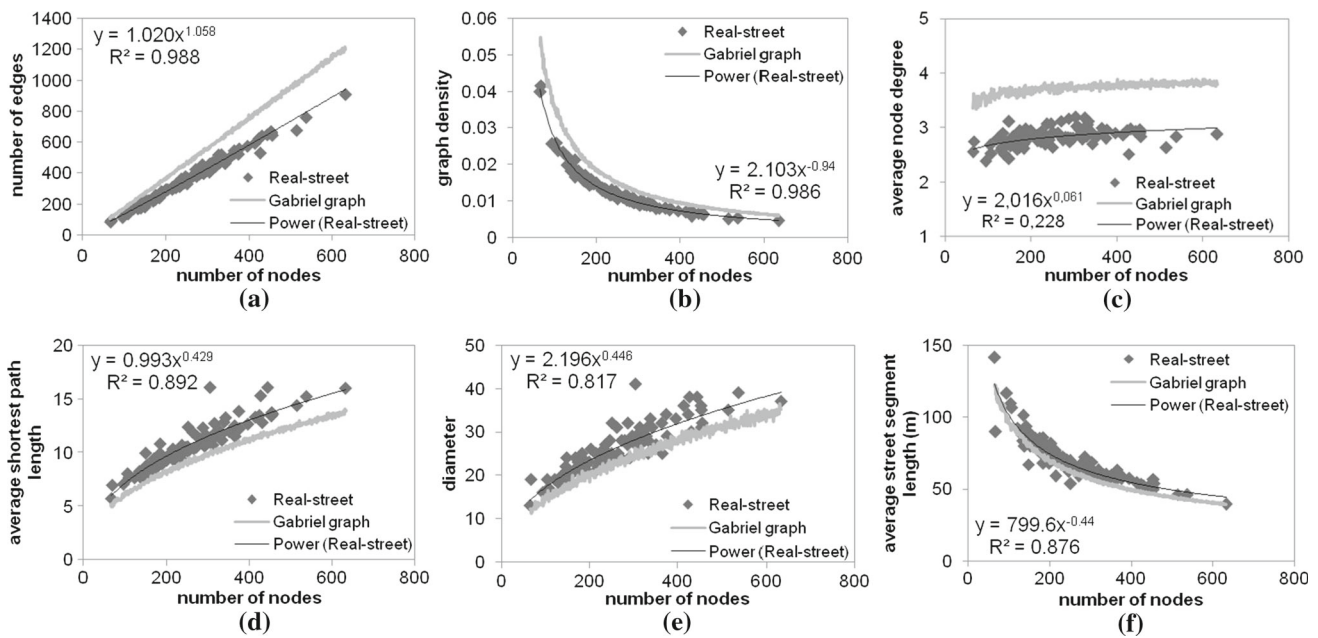 number of edges
1400
1200
1000
800
600
400
200
0
y = 1.020x^1.058
R² = 0.988
Real-street
Gabriel graph
Power (Real-street)
0 200 400 600 800
number of nodes
(a)
graph density
0.06
0.05
0.04
0.03
0.02
0.01
0
Real-street
Gabriel graph
Power (Real-street)
y = 2.103x^-0.94
R² = 0.986
0 200 400 600 800
number of nodes
(b)
average node degree
5
4
3
2
1
Real-street
Gabriel graph
Power (Real-street)
y = 2,016x^0,061
R² = 0,228
0 200 400 600 800
number of nodes
(c)
average shortest path
length
20
15
10
5
0
y = 0.993x^0.429
R² = 0.892
Real-street
Gabriel graph
Power (Real-street)
0 200 400 600 800
number of nodes
(d)
diameter
50
40
30
20
10
0
y = 2.196x^0.446
R² = 0.817
Real-street
Gabriel graph
Power (Real-street)
0 200 400 600 800
number of nodes
(e)
average street segment
length (m)
150
100
50
0
Real-street
Gabriel graph
Power (Real-street)
y = 799.6x^-0.44
R² = 0.876
0 200 400 600 800
number of nodes
(f)